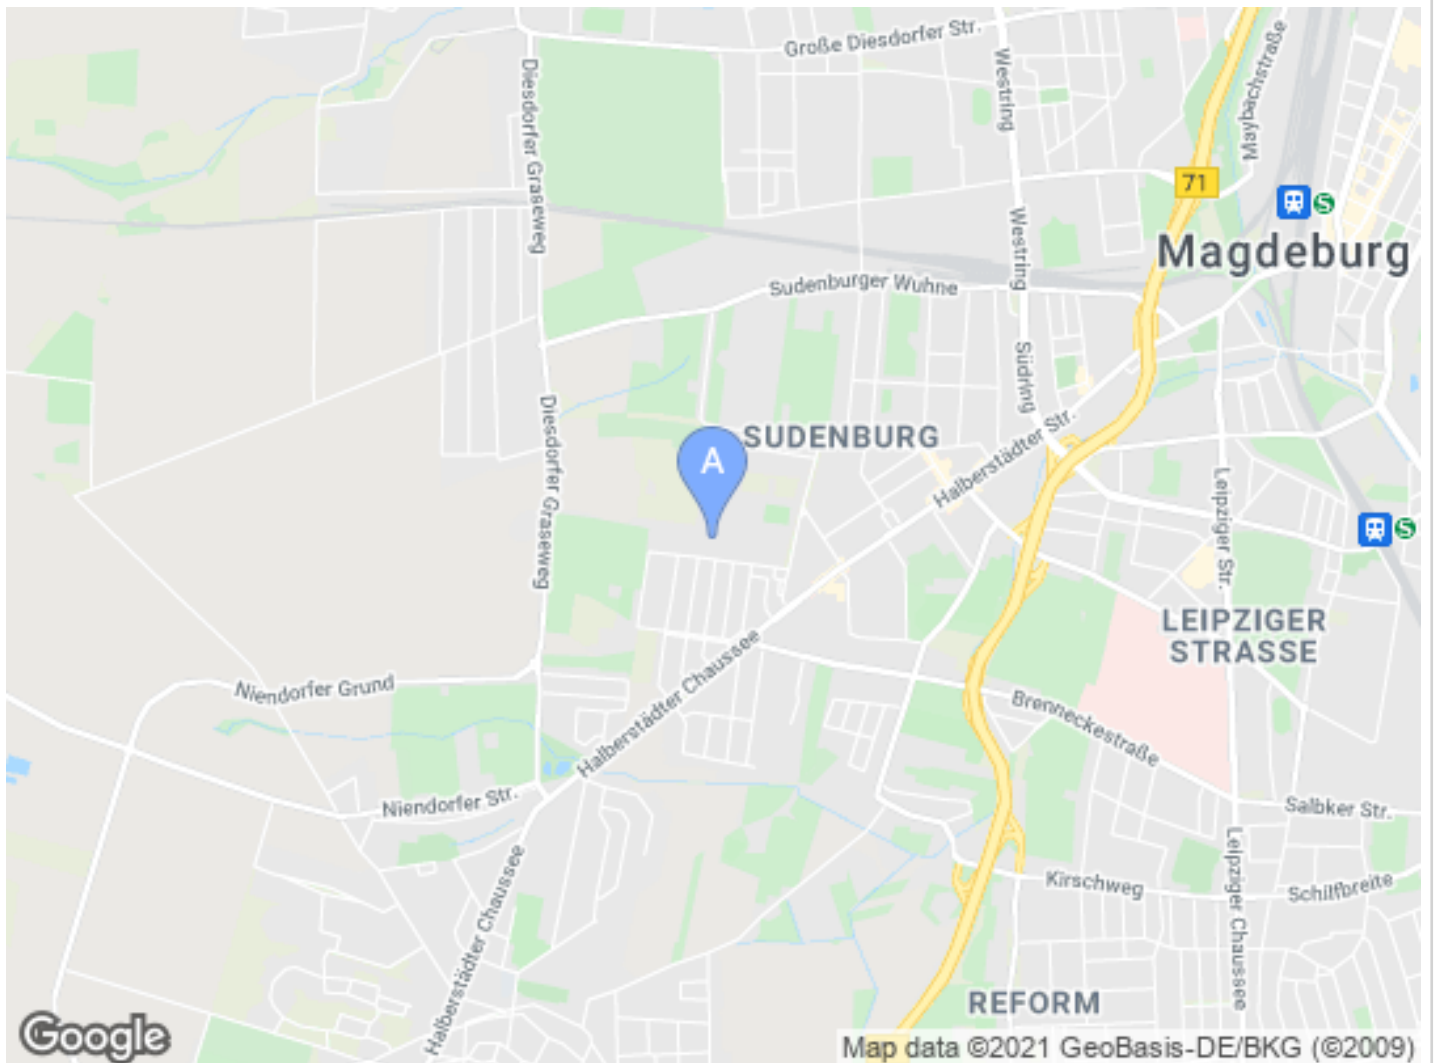 Große Diesdorfer Str.
Westring
Maybachstraße
Diesdorfer Graseweg
71
S
Westring
Magdeburg
Sudenburger Wuhne
Südring
Diesdorfer Graseweg
SUDENBURG
Halberstädter Str.
A
Leipziger Str.
S
LEIPZIGER
STRASSE
Halberstädter Chaussee
Niendorfer Grund
Brenneckestraße
Niendorfer Str.
Salbker Str.
Leipziger Chaussee
Kirschweg
Schilfbreite
Halberstädter Chaussee
REFORM
Google
Map data ©2021 GeoBasis-DE/BKG (©2009)